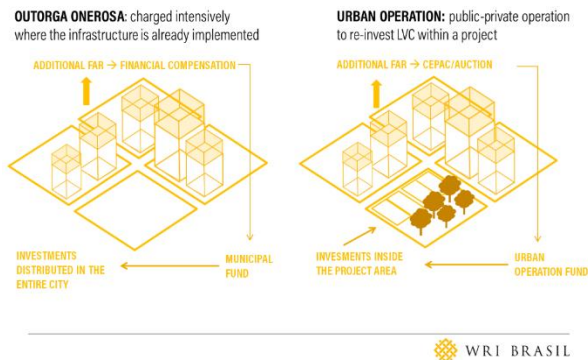 OUTORGA ONEROSA: charged intensively
where the infrastructure is already implemented
ADDITIONAL FAR → FINANCIAL COMPENSATION
INVESTMENTS
DISTRIBUTED IN THE
ENTIRE CITY
MUNICIPAL
FUND
URBAN OPERATION: public-private operation
to re-invest LVC within a project
ADDITIONAL FAR → CEPAC/AUCTION
INVESMENTS INSIDE
THE PROJECT AREA
URBAN
OPERATION FUND
WRI BRASIL